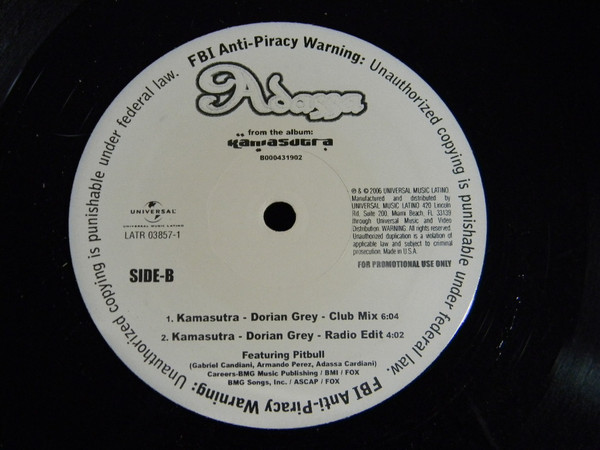 FBI Anti-Piracy Warning: Unauthorized copying is punishable under federal law.
Adassa
from the album:
kamasutra
B000431902
℗ & © 2006 UNIVERSAL MUSIC LATINO.
Manufactured and distributed by
UNIVERSAL MUSIC LATINO 420 Lincoln
Rd., Suite 200, Miami Beach, FL 33139
through Universal Music and Video
Distribution. WARNING: All rights reserved.
Unauthorized duplication is a violation of
applicable law and subject to criminal
prosecution. Made in U.S.A.
FOR PROMOTIONAL USE ONLY
UNIVERSAL
UNIVERSAL MUSIC LATINO
LATR 03857-1
SIDE-B
1. Kamasutra - Dorian Grey - Club Mix 6:04
2. Kamasutra - Dorian Grey - Radio Edit 4:02
Featuring Pitbull
(Gabriel Candiani, Armando Perez, Adassa Cardiani)
Careers-BMG Music Publishing / BMI / FOX
BMG Songs, Inc. / ASCAP / FOX
FBI Anti-Piracy Warning: Unauthorized copying is punishable under federal law.